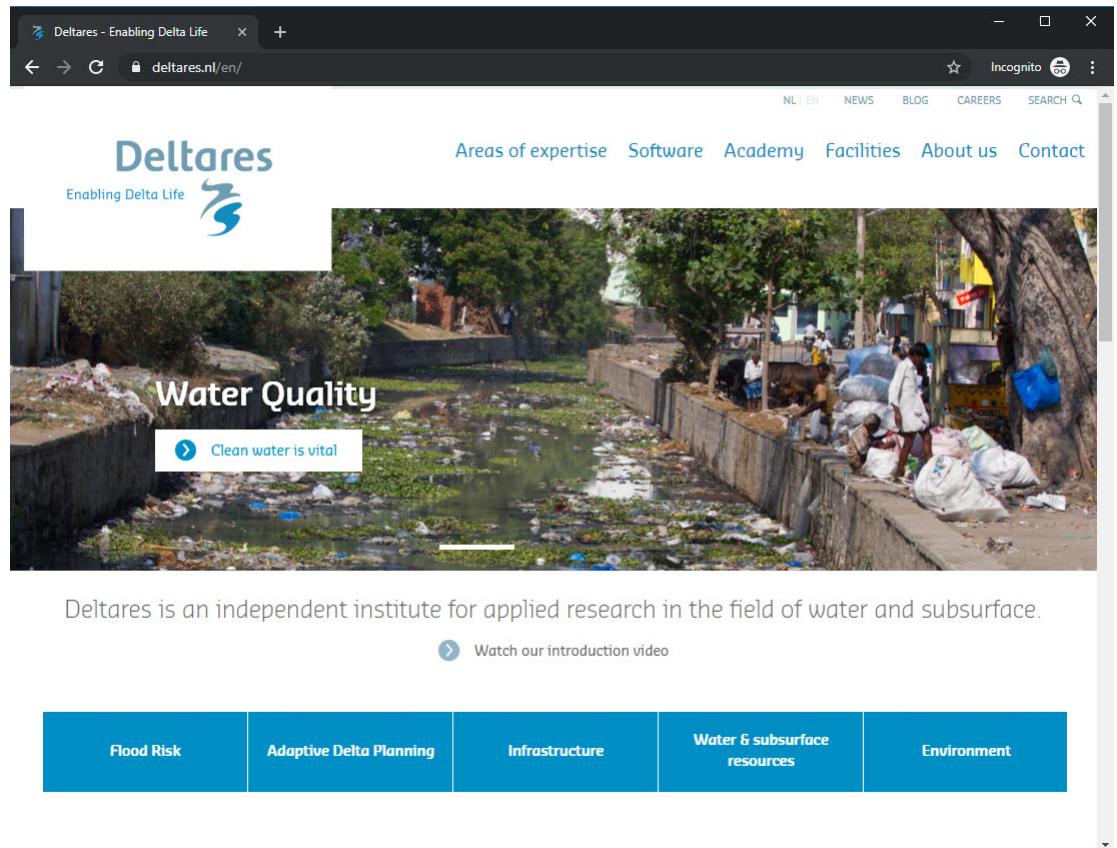 Deltares - Enabling Delta Life
deltares.nl/en/
Incognito
NL | EN NEWS BLOG CAREERS SEARCH
Deltares
Enabling Delta Life
Areas of expertise Software Academy Facilities About us Contact
Water Quality
Clean water is vital
Deltares is an independent institute for applied research in the field of water and subsurface.
Watch our introduction video
Flood Risk
Adaptive Delta Planning
Infrastructure
Water & subsurface
resources
Environment